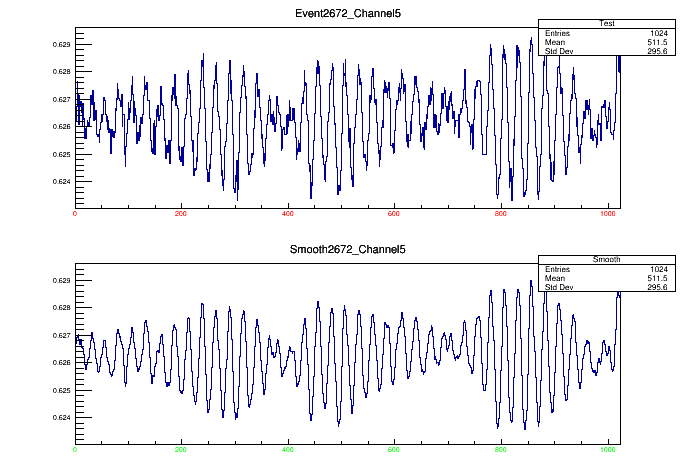 Event2672_Channel5
Test
Entries 1024
Mean 511.5
Std Dev 295.6
0.629
0.628
0.627
0.626
0.625
0.624
0 200 400 600 800 1000
Smooth2672_Channel5
Smooth
Entries 1024
Mean 511.5
Std Dev 295.6
0.629
0.628
0.627
0.626
0.625
0.624
0 200 400 600 800 1000